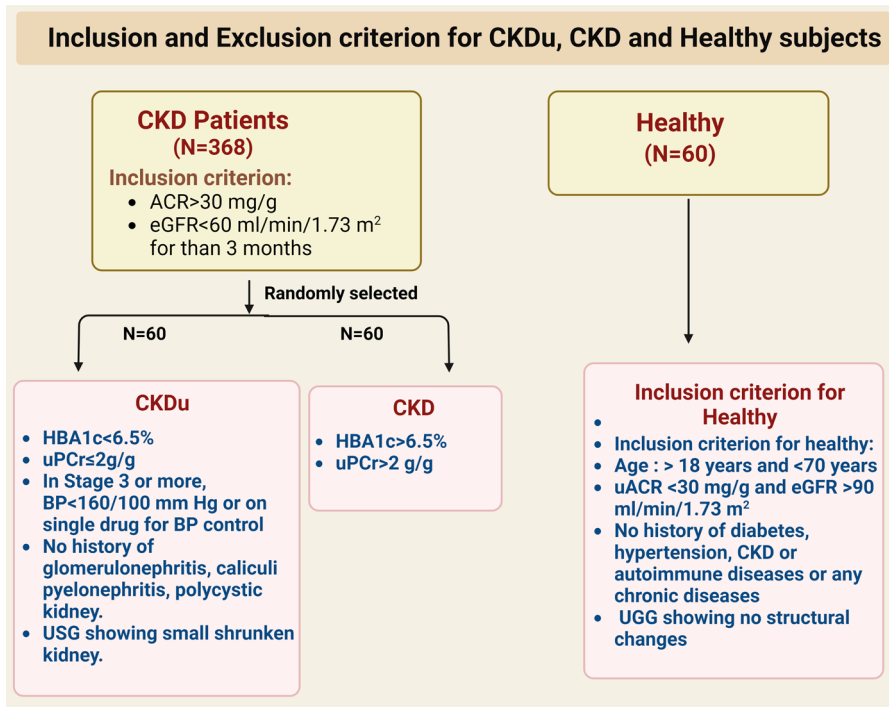 Inclusion and Exclusion criterion for CKDu, CKD and Healthy subjects
CKD Patients
(N=368)
Inclusion criterion:
• ACR>30 mg/g
• eGFR<60 ml/min/1.73 m²
for than 3 months
Healthy
(N=60)
Randomly selected
N=60
N=60
CKDu
• HBA1c<6.5%
• uPCr≤2g/g
• In Stage 3 or more,
BP<160/100 mm Hg or on
single drug for BP control
• No history of
glomerulonephritis, caliculi
pyelonephritis, polycystic
kidney.
• USG showing small shrunken
kidney.
CKD
• HBA1c>6.5%
• uPCr>2 g/g
Inclusion criterion for
Healthy
•
• Inclusion criterion for healthy:
• Age : > 18 years and <70 years
• uACR <30 mg/g and eGFR >90
ml/min/1.73 m²
• No history of diabetes,
hypertension, CKD or
autoimmune diseases or any
chronic diseases
• UGG showing no structural
changes